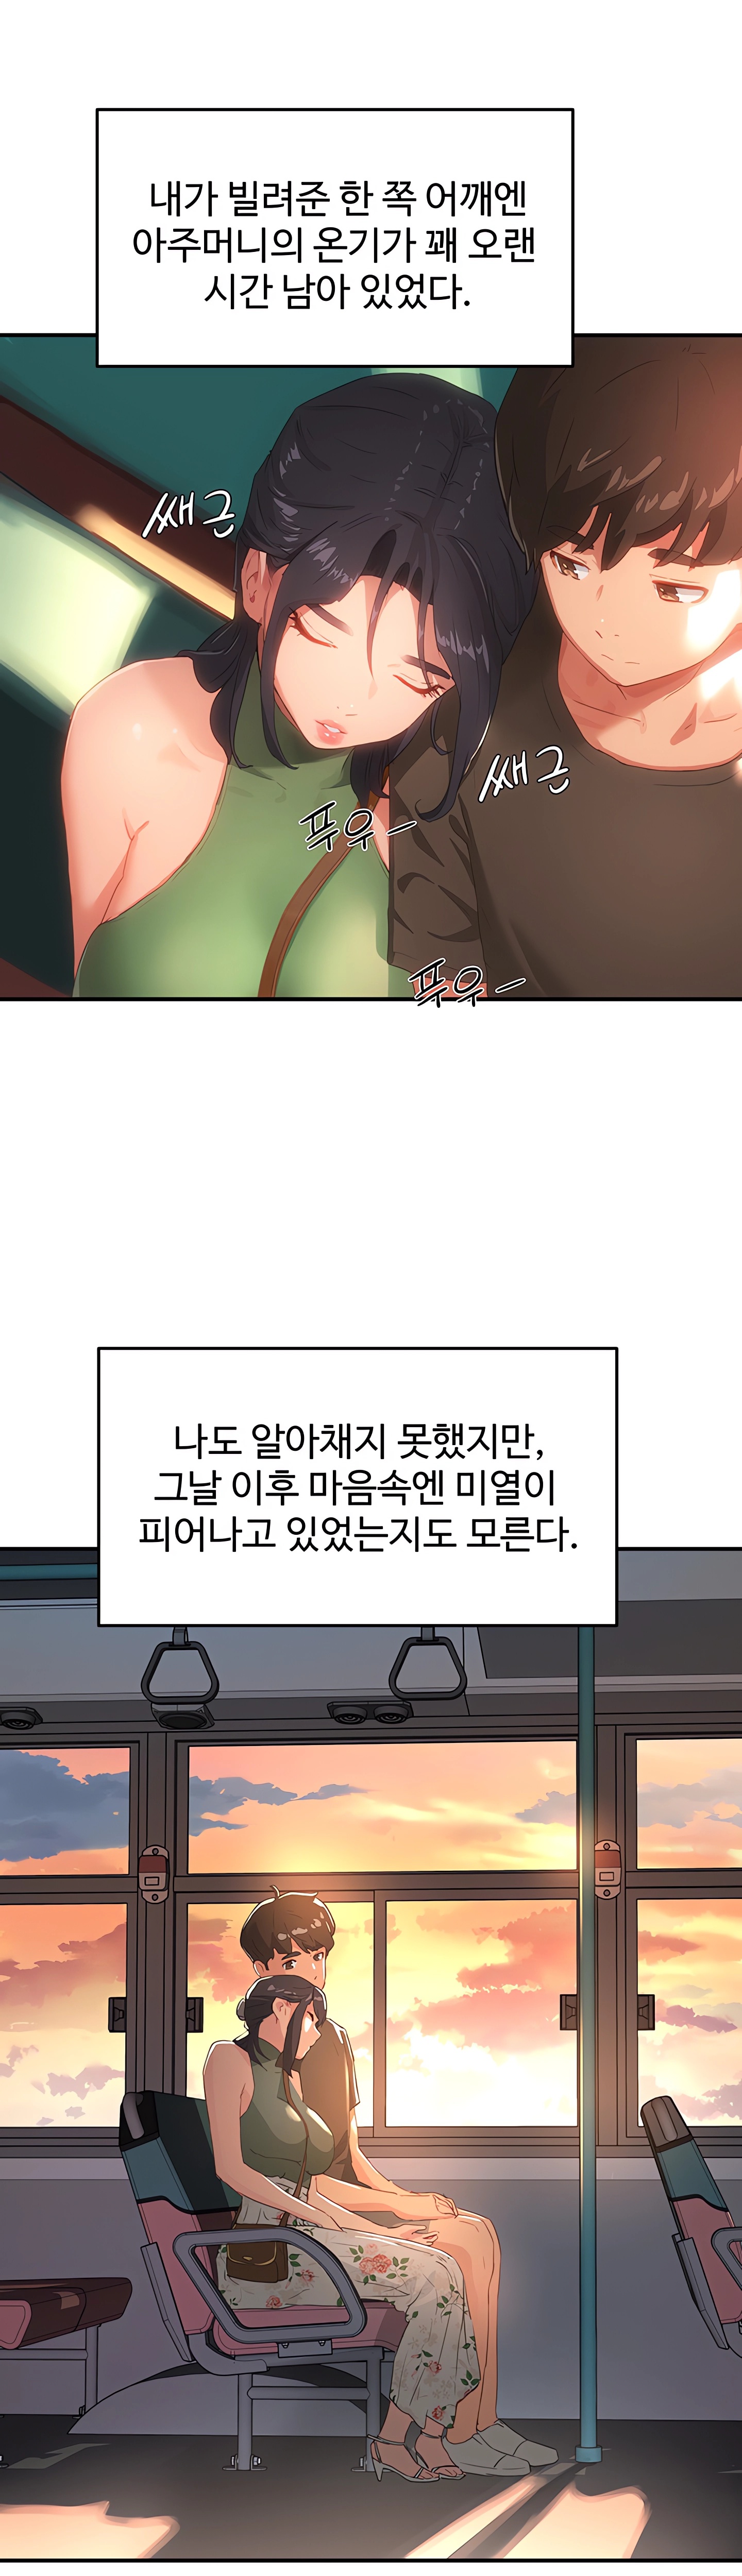 내가 빌려준 한 쪽 어깨엔
아주머니의 온기가 꽤 오랜
시간 남아 있었다.
쌔근
쌔근
푸우-
푸우-
나도 알아채지 못했지만,
그날 이후 마음속엔 미열이
피어나고 있었는지도 모른다.